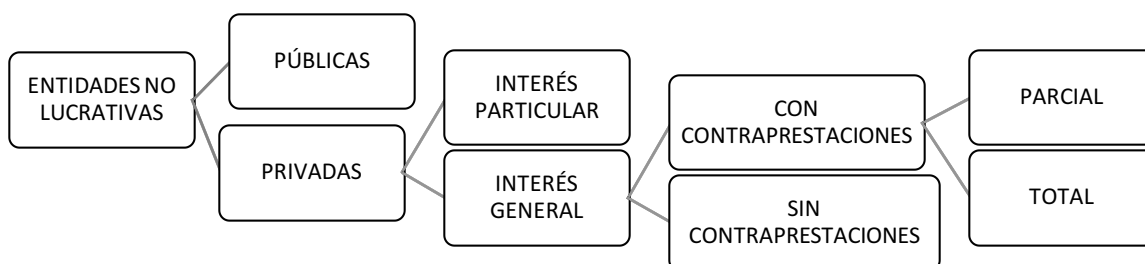 ENTIDADES NO
LUCRATIVAS
PÚBLICAS
PRIVADAS
INTERÉS
PARTICULAR
INTERÉS
GENERAL
CON
CONTRAPRESTACIONES
SIN
CONTRAPRESTACIONES
PARCIAL
TOTAL